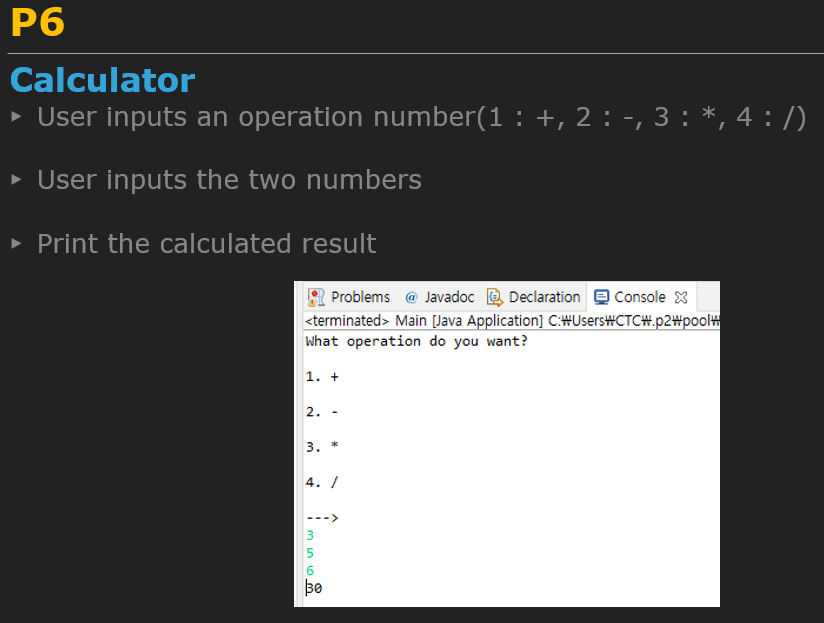 P6
Calculator
‣ User inputs an operation number(1 : +, 2 : -, 3 : *, 4 : /)
‣ User inputs the two numbers
‣ Print the calculated result
Problems @ Javadoc Declaration Console
<terminated> Main [Java Application] C:₩Users₩CTC₩.p2₩pool₩
What operation do you want?
1. +
2. -
3. *
4. /
--->
3
5
6
30